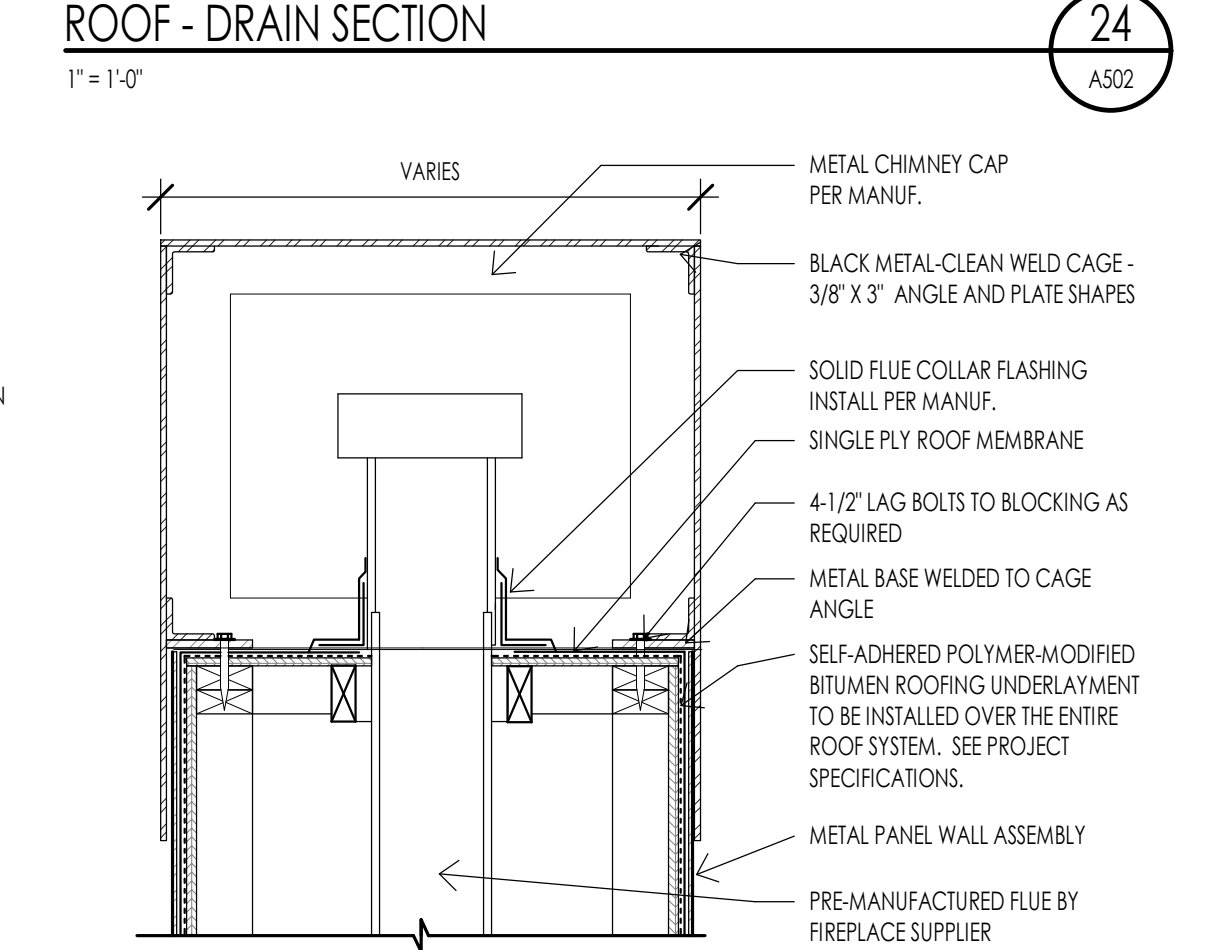 ROOF - DRAIN SECTION
24
A502
1" = 1'-0"
VARIES
METAL CHIMNEY CAP
PER MANUF.
BLACK METAL-CLEAN WELD CAGE -
3/8" X 3" ANGLE AND PLATE SHAPES
SOLID FLUE COLLAR FLASHING
INSTALL PER MANUF.
SINGLE PLY ROOF MEMBRANE
4-1/2" LAG BOLTS TO BLOCKING AS
REQUIRED
METAL BASE WELDED TO CAGE
ANGLE
SELF-ADHERED POLYMER-MODIFIED
BITUMEN ROOFING UNDERLAYMENT
TO BE INSTALLED OVER THE ENTIRE
ROOF SYSTEM. SEE PROJECT
SPECIFICATIONS.
METAL PANEL WALL ASSEMBLY
PRE-MANUFACTURED FLUE BY
FIREPLACE SUPPLIER